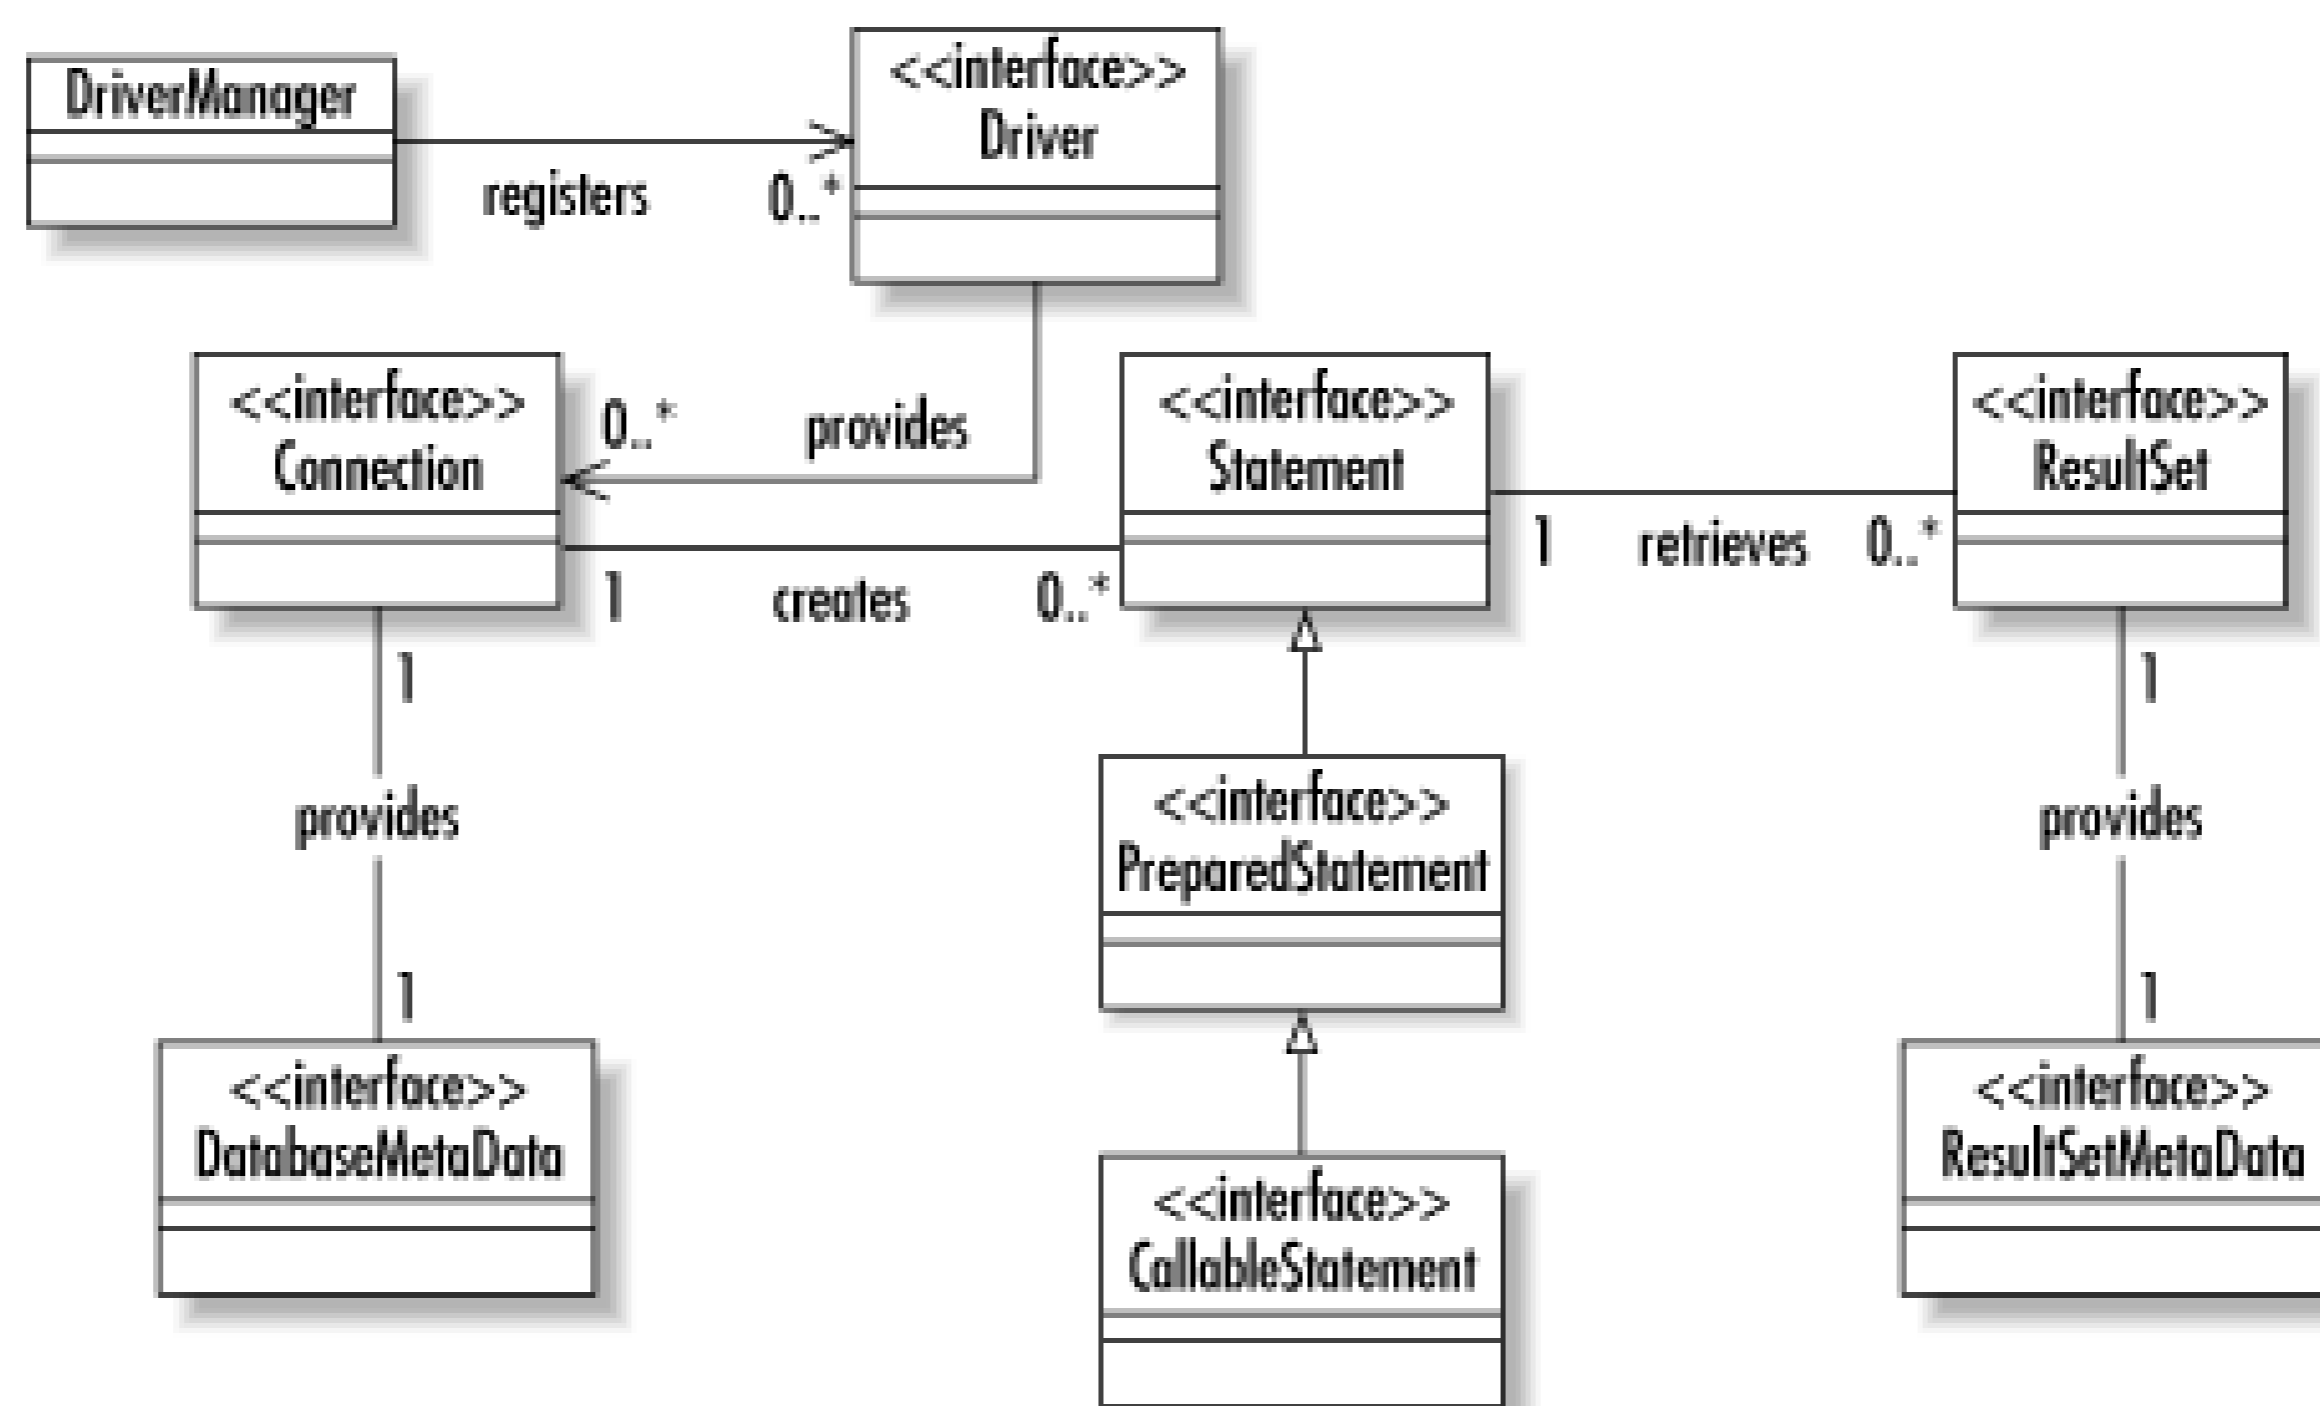 DriverManager
<<interface>>
Driver
registers
0..*
<<interface>>
Connection
0..*
provides
<<interface>>
Statement
<<interface>>
ResultSet
1
creates
0..*
1
retrieves
0..*
1
provides
1
1
provides
1
<<interface>>
PreparedStatement
<<interface>>
DatabaseMetaData
<<interface>>
ResultSetMetaData
<<interface>>
CallableStatement